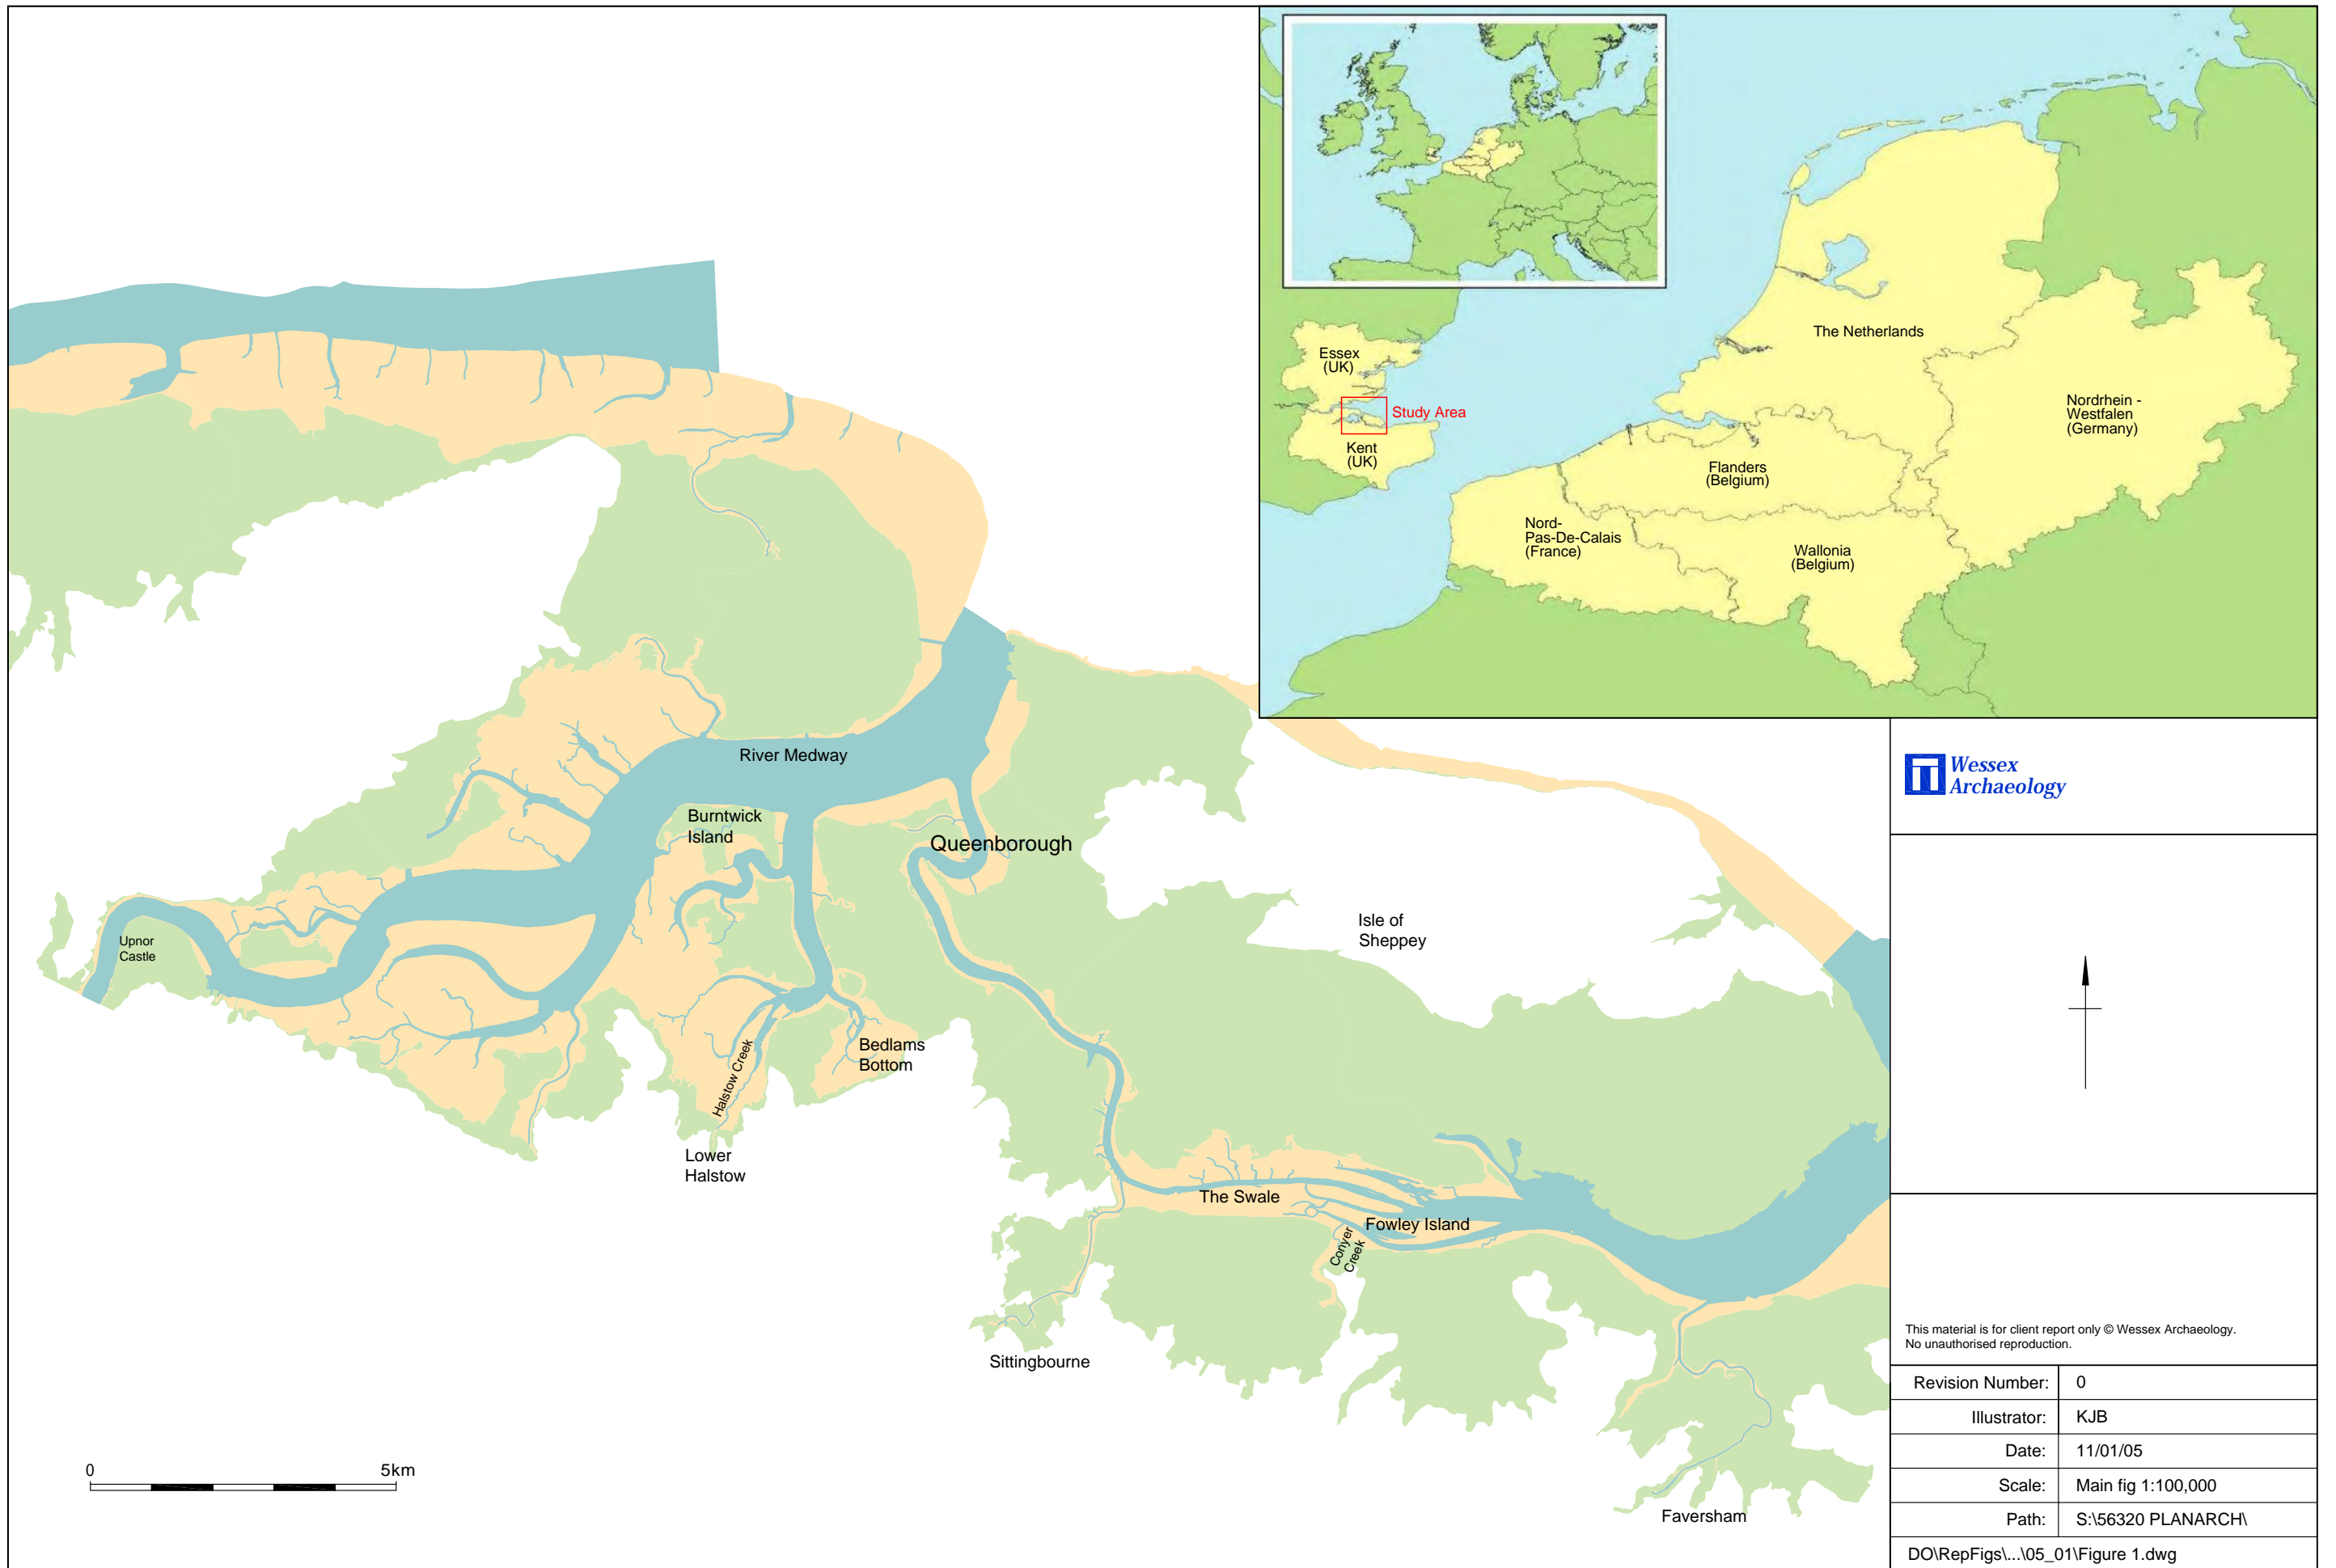 Essex
(UK)
Study Area
Kent
(UK)
The Netherlands
Nordrhein -
Westfalen
(Germany)
Flanders
(Belgium)
Nord-
Pas-De-Calais
(France)
Wallonia
(Belgium)
River Medway
Burntwick
Island
Queenborough
Isle of
Sheppey
Upnor
Castle
Bedlams
Bottom
Halstow Creek
Lower
Halstow
The Swale
Fowley Island
Conyer
Creek
Sittingbourne
Faversham
0 5km
Wessex
Archaeology
This material is for client report only © Wessex Archaeology.
No unauthorised reproduction.
Revision Number: 0
Illustrator: KJB
Date: 11/01/05
Scale: Main fig 1:100,000
Path: S:\56320 PLANARCH\
DO\RepFigs\...\05_01\Figure 1.dwg